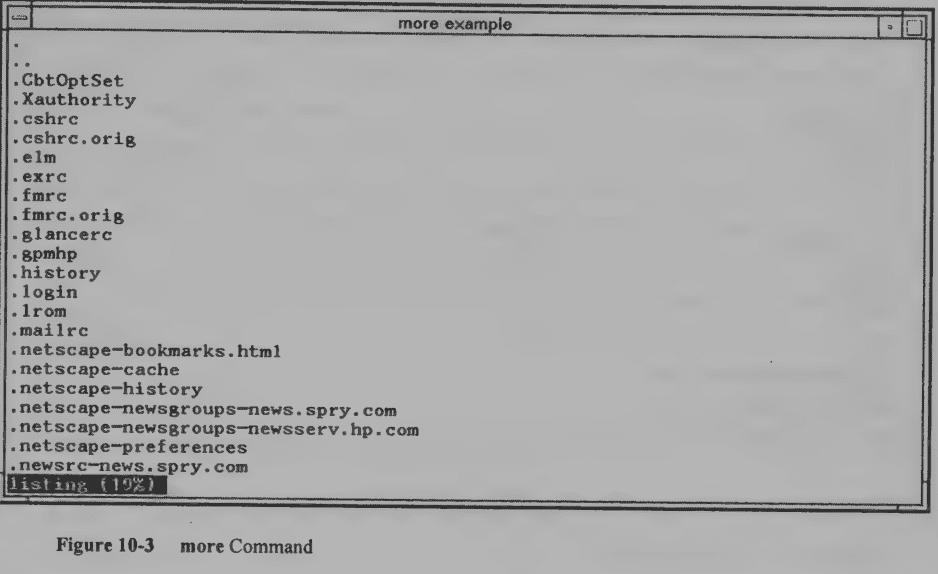 more example
.
..
.CbtOptSet
.Xauthority
.cshrc
.cshrc.orig
.elm
.exrc
.fmrc
.fmrc.orig
.glancerc
.gpmhp
.history
.login
.lrom
.mailrc
.netscape-bookmarks.html
.netscape-cache
.netscape-history
.netscape-newsgroups-news.spry.com
.netscape-newsgroups-newsserv.hp.com
.netscape-preferences
.newsrc-news.spry.com
listing (19%)
Figure 10-3 more Command